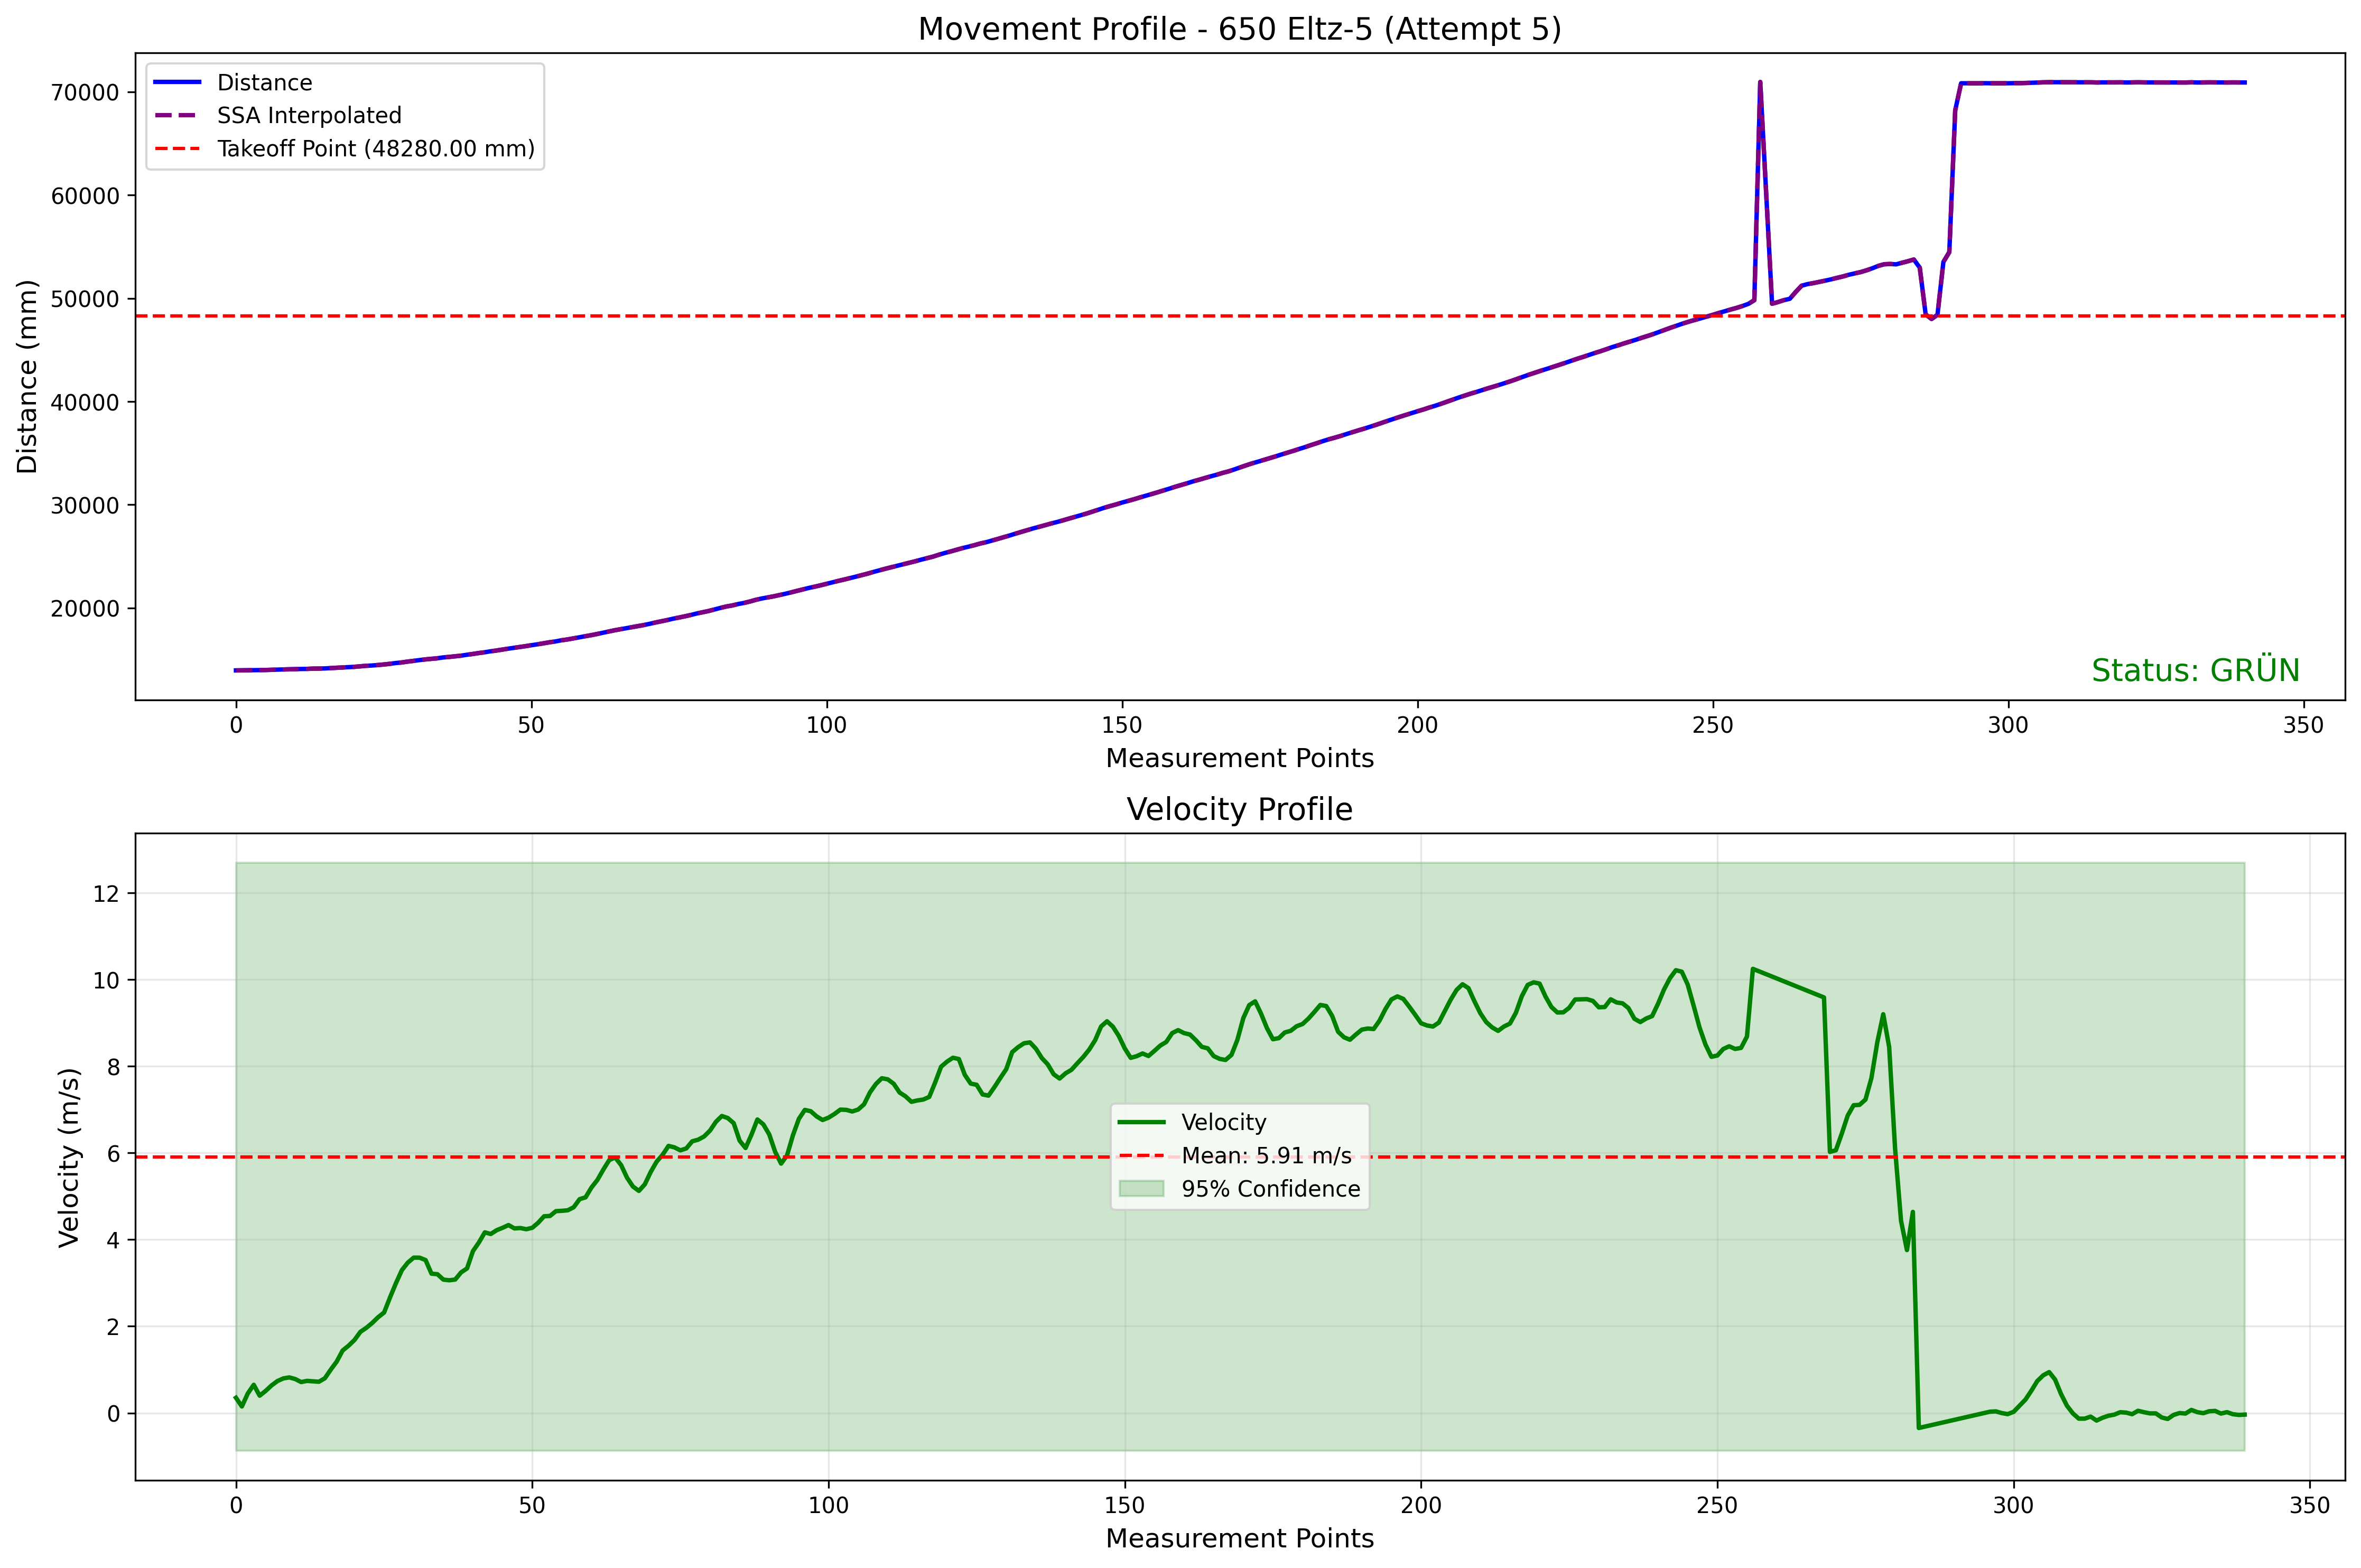 Movement Profile - 650 Eltz-5 (Attempt 5)
Distance
SSA Interpolated
Takeoff Point (48280.00 mm)
70000
60000
50000
40000
30000
20000
Distance (mm)
Status: GRÜN
0 50 100 150 200 250 300 350
Measurement Points
Velocity Profile
12
10
8
6
4
2
0
Velocity (m/s)
Velocity
Mean: 5.91 m/s
95% Confidence
0 50 100 150 200 250 300 350
Measurement Points